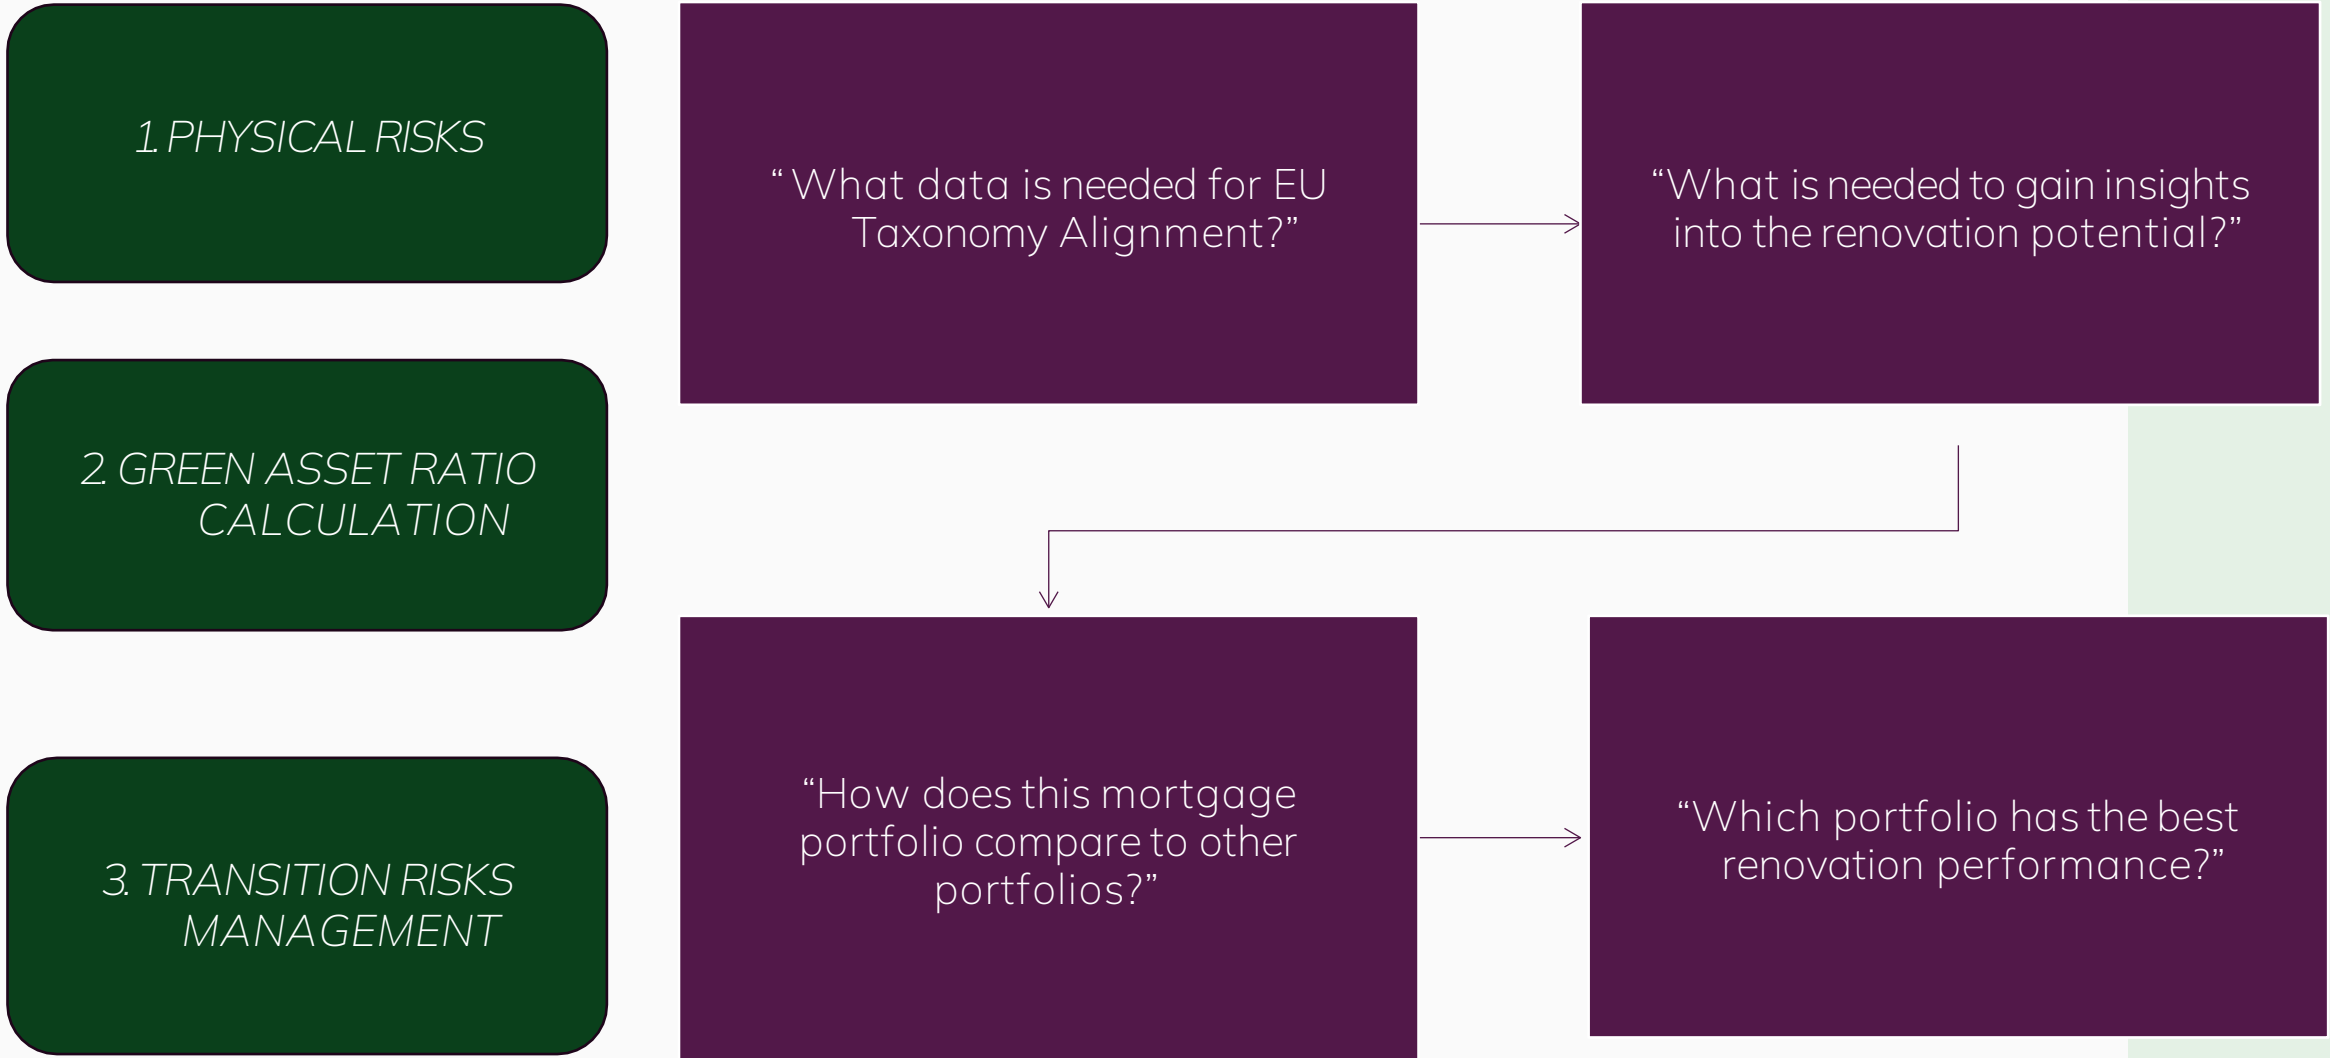 1. PHYSICAL RISKS
2. GREEN ASSET RATIO
CALCULATION
3. TRANSITION RISKS
MANAGEMENT
“ What data is needed for EU
Taxonomy Alignment?”
“What is needed to gain insights
into the renovation potential?”
“How does this mortgage
portfolio compare to other
portfolios?”
“Which portfolio has the best
renovation performance?”